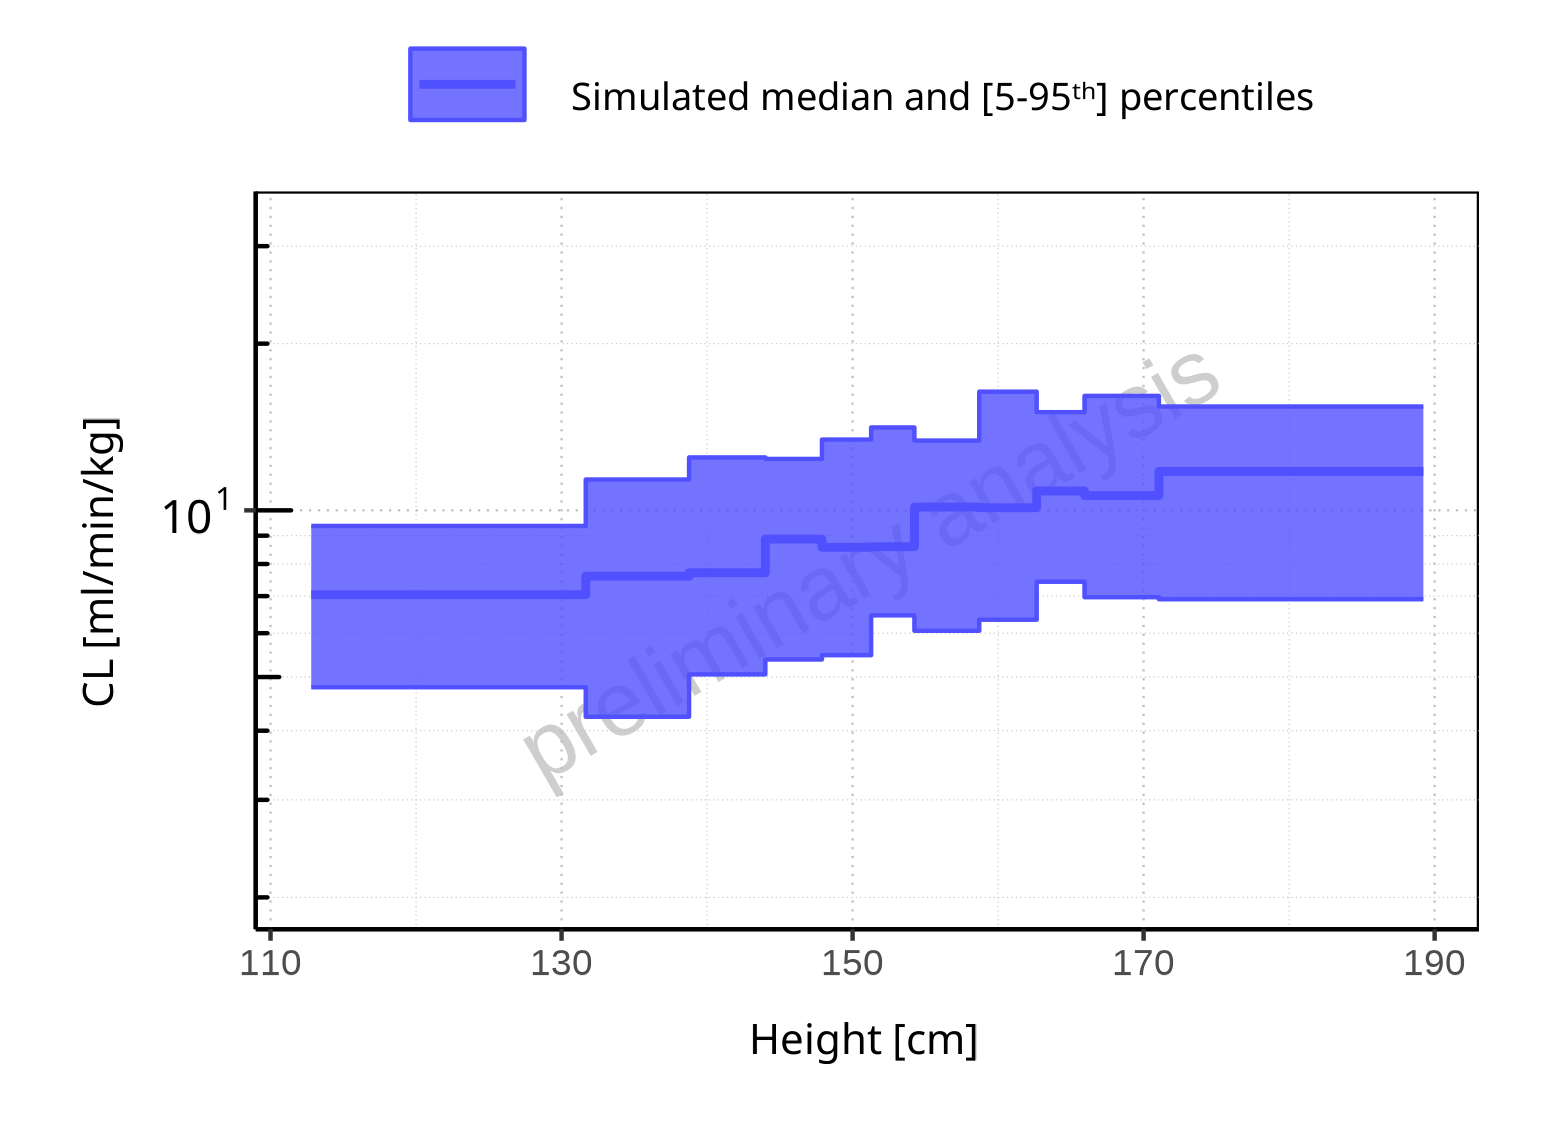 Simulated median and [5-95ᵗʰ] percentiles
CL [ml/min/kg]
10¹
preliminary analysis
110 130 150 170 190
Height [cm]